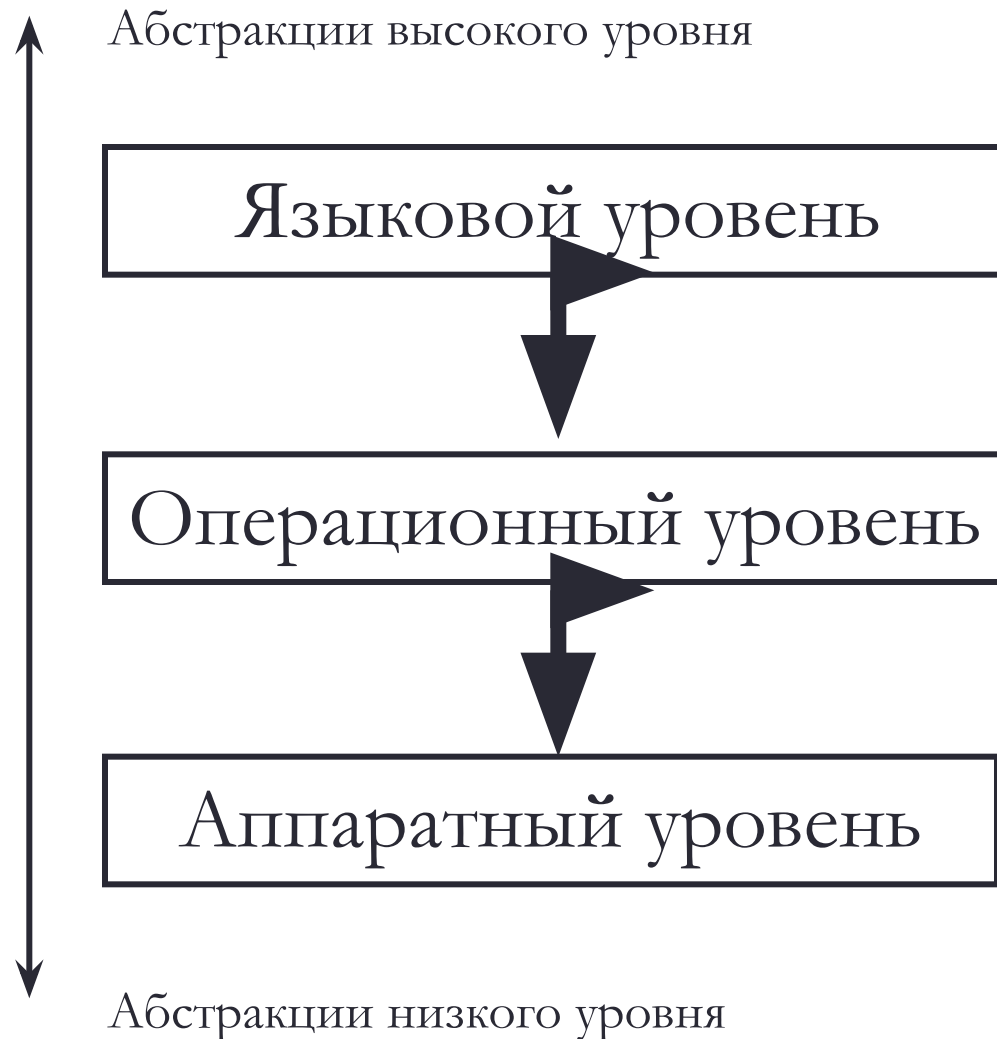 Абстракции высокого уровня
Языковой уровень
Операционный уровень
Аппаратный уровень
Абстракции низкого уровня